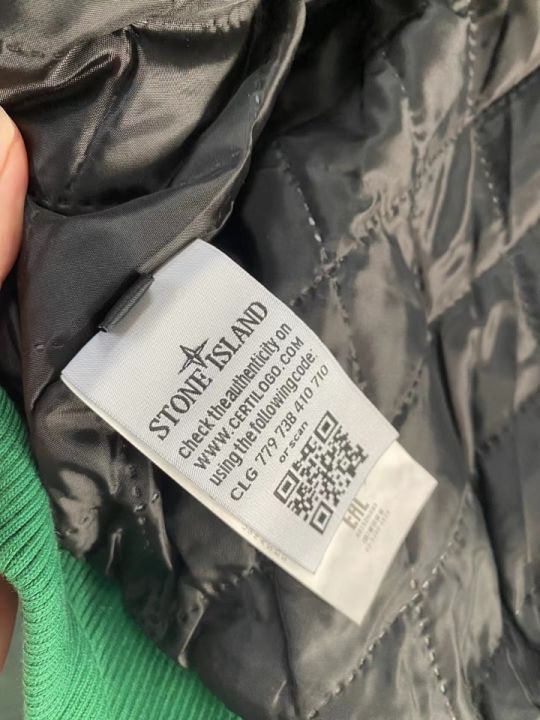 STONE ISLAND
Check the authenticity on
WWW.CERTILOGO.COM
using the following code:
CLG 779 738 410 710
or scan
EAC